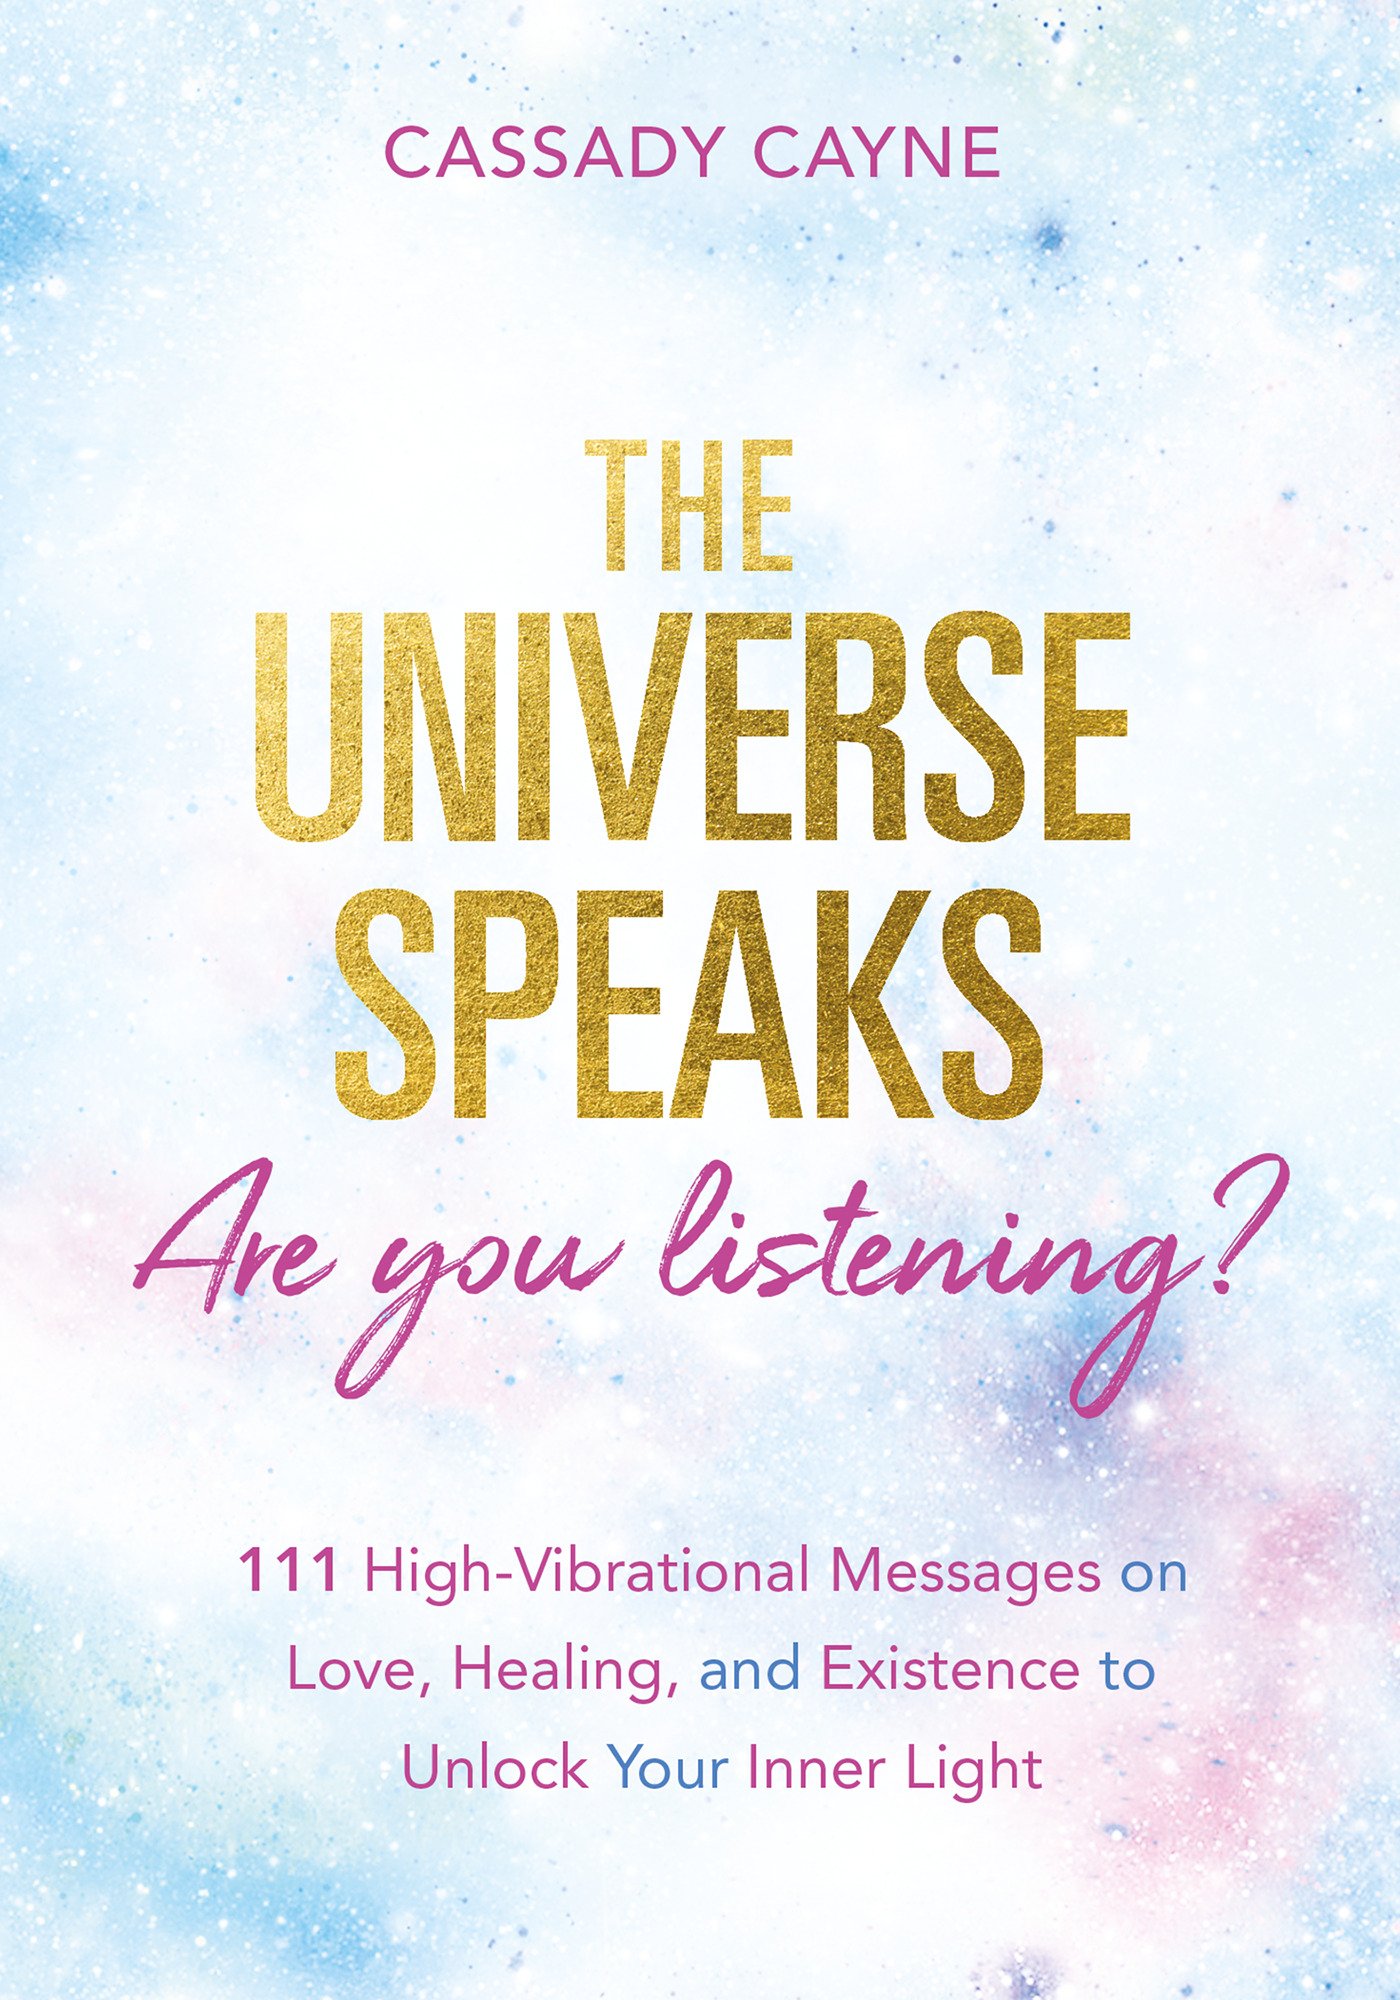 CASSADY CAYNE
THE
UNIVERSE
SPEAKS
Are you listening?
111 High-Vibrational Messages on
Love, Healing, and Existence to
Unlock Your Inner Light